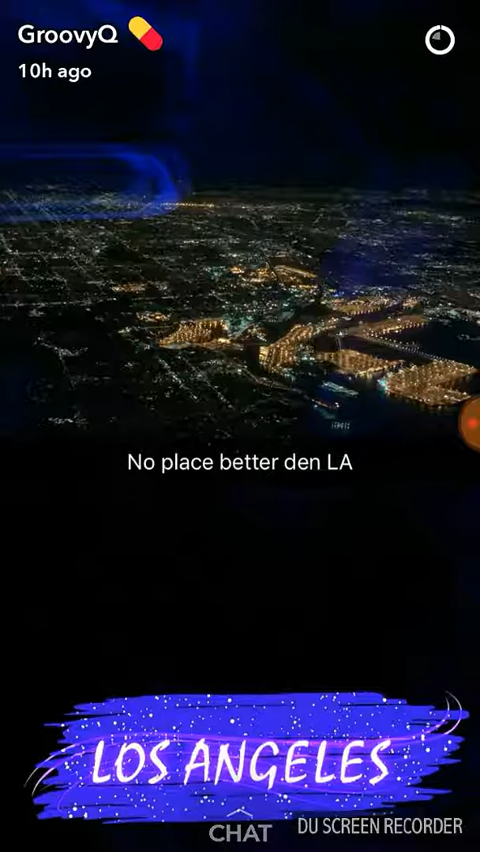 GroovyQ
10h ago
No place better den LA
LOS ANGELES
CHAT
DU SCREEN RECORDER